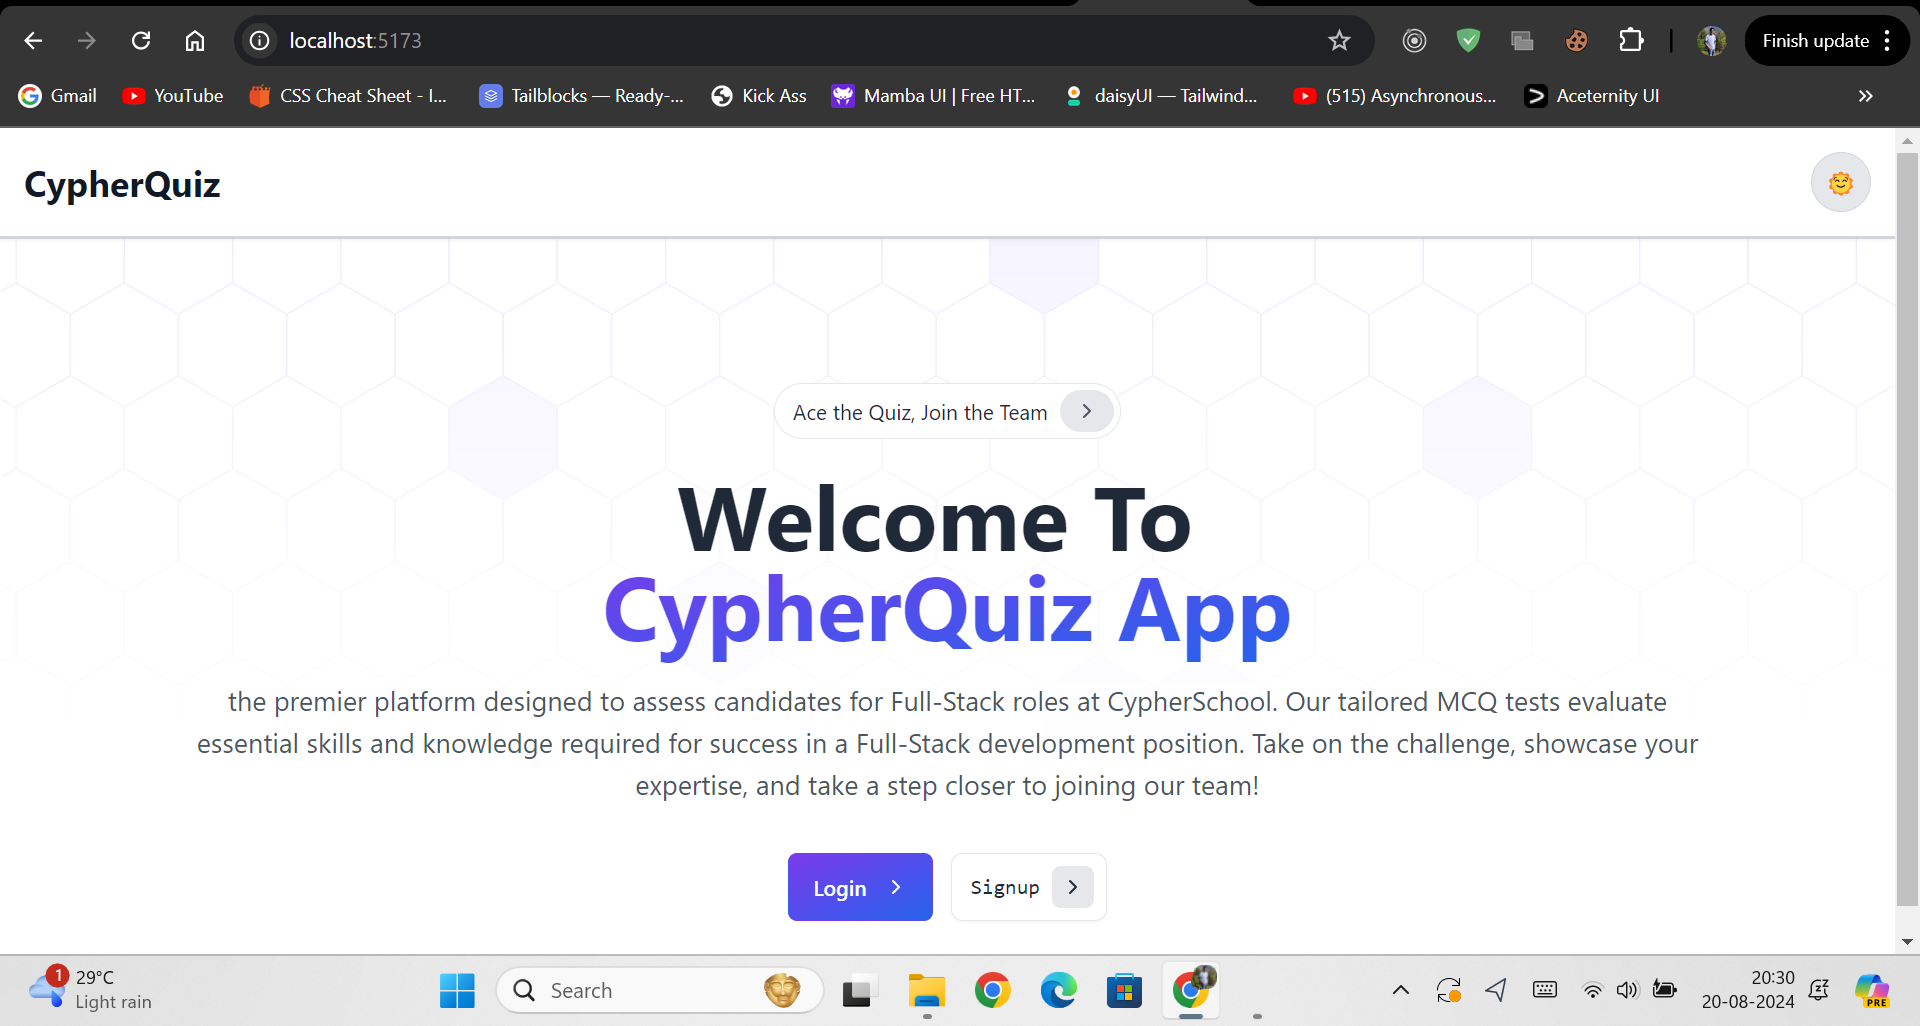 localhost:5173
Finish update
Gmail
YouTube
CSS Cheat Sheet - I...
Tailblocks — Ready-...
Kick Ass
Mamba UI | Free HT...
daisyUI — Tailwind...
(515) Asynchronous...
Aceternity UI
CypherQuiz
Ace the Quiz, Join the Team
Welcome To
CypherQuiz App
the premier platform designed to assess candidates for Full-Stack roles at CypherSchool. Our tailored MCQ tests evaluate
essential skills and knowledge required for success in a Full-Stack development position. Take on the challenge, showcase your
expertise, and take a step closer to joining our team!
Login
Signup
1
29°C
Light rain
Search
20:30
20-08-2024
PRE